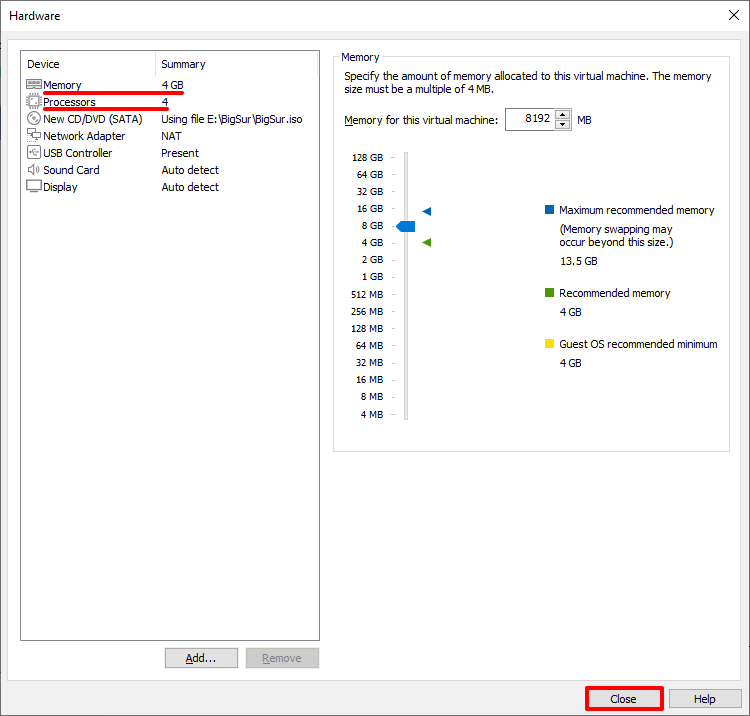 Hardware
Device Summary
Memory 4 GB
Processors 4
New CD/DVD (SATA) Using file E:\BigSur\BigSur.iso
Network Adapter NAT
USB Controller Present
Sound Card Auto detect
Display Auto detect
Add...
Remove
Memory
Specify the amount of memory allocated to this virtual machine. The memory
size must be a multiple of 4 MB.
Memory for this virtual machine: 8192 MB
128 GB
64 GB
32 GB
16 GB
8 GB
4 GB
2 GB
1 GB
512 MB
256 MB
128 MB
64 MB
32 MB
16 MB
8 MB
4 MB
Maximum recommended memory
(Memory swapping may
occur beyond this size.)
13.5 GB
Recommended memory
4 GB
Guest OS recommended minimum
4 GB
Close
Help